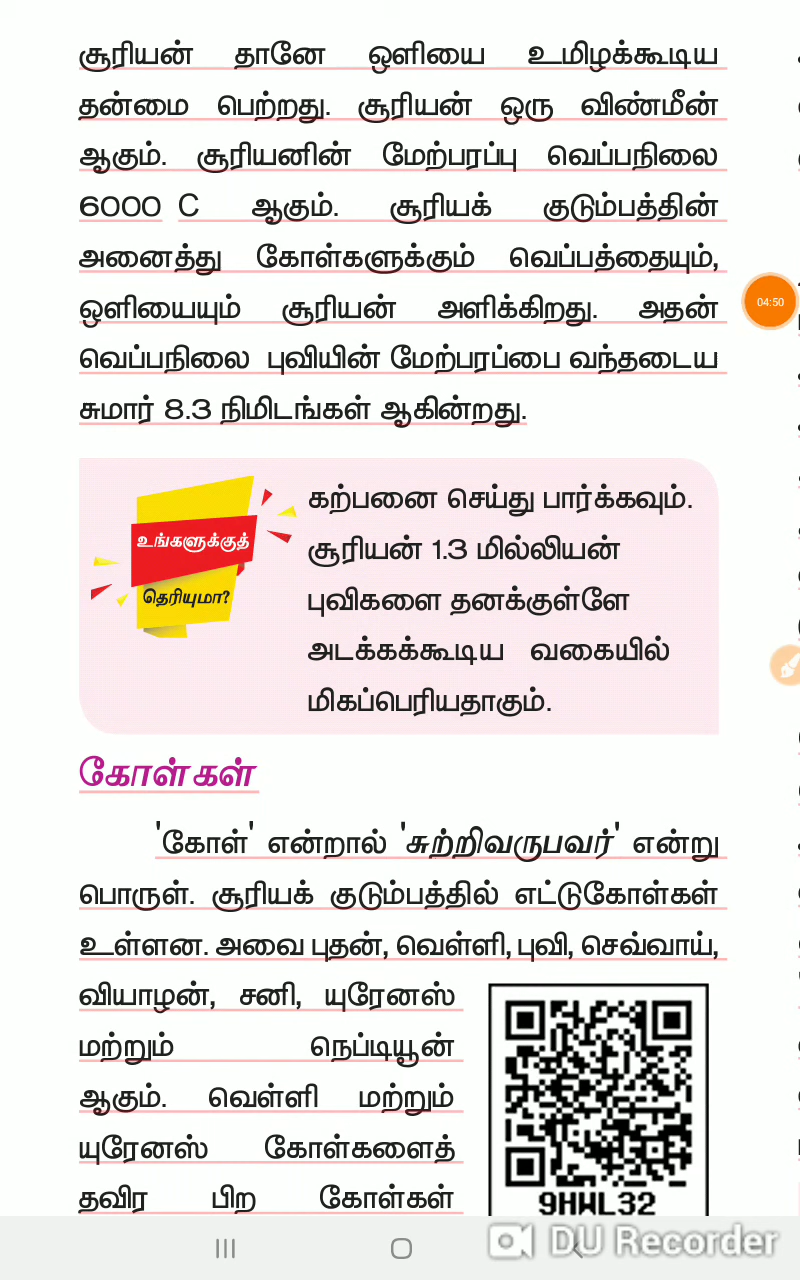 சூரியன் தானே ஒளியை உமிழக்கூடிய
தன்மை பெற்றது. சூரியன் ஒரு விண்மீன்
ஆகும். சூரியனின் மேற்பரப்பு வெப்பநிலை
6000 C ஆகும். சூரியக் குடும்பத்தின்
அனைத்து கோள்களுக்கும் வெப்பத்தையும்,
ஒளியையும் சூரியன் அளிக்கிறது. அதன்
வெப்பநிலை புவியின் மேற்பரப்பை வந்தடைய
சுமார் 8.3 நிமிடங்கள் ஆகின்றது.
04:50
உங்களுக்குத்
தெரியுமா?
கற்பனை செய்து பார்க்கவும்.
சூரியன் 1.3 மில்லியன்
புவிகளை தனக்குள்ளே
அடக்கக்கூடிய வகையில்
மிகப்பெரியதாகும்.
கோள்கள்
'கோள்' என்றால் 'சுற்றிவருபவர்' என்று
பொருள். சூரியக் குடும்பத்தில் எட்டுகோள்கள்
உள்ளன. அவை புதன், வெள்ளி, புவி, செவ்வாய்,
வியாழன், சனி, யுரேனஸ்
மற்றும் நெப்டியூன்
ஆகும். வெள்ளி மற்றும்
யுரேனஸ் கோள்களைத்
தவிர பிற கோள்கள்
9HWL32
DU Recorder